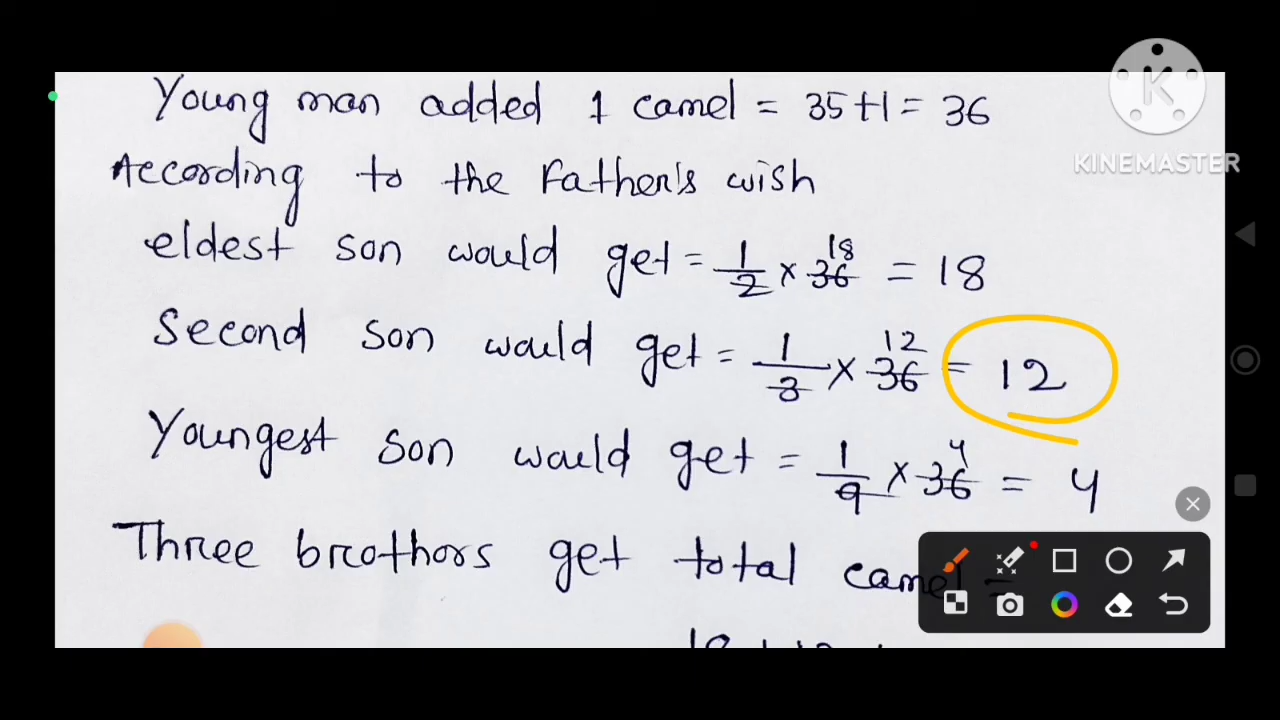 Young man added 1 camel = 35+1 = 36
KINEMASTER
According to the Father's wish
eldest son would get = 1/2 × 36 18 = 18
Second son would get = 1/3 × 36 12 = 12
Youngest son would get = 1/9 × 36 4 = 4
Three brothors get total camel =